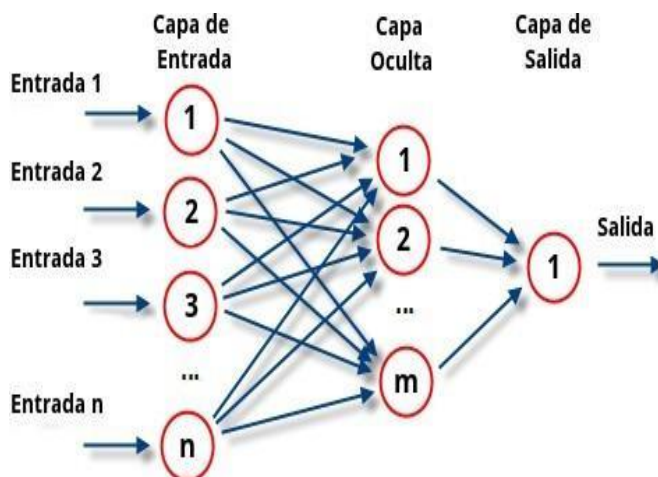 Capa de
Entrada
Capa
Oculta
Capa de
Salida
Entrada 1
1
Entrada 2
2
Entrada 3
3
...
Entrada n
n
1
2
...
m
1
Salida